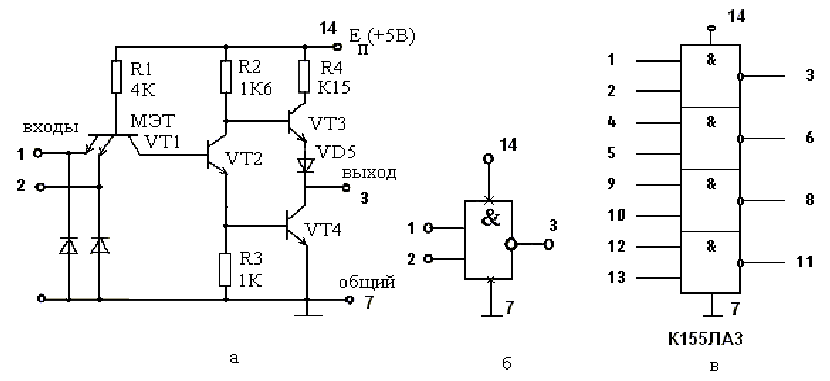 14 Eп (+5В)
R1
4К
R2
1К6
R4
К15
МЭТ
VT1
входы
1
2
VT2
VT3
VD5
выход
3
VT4
R3
1К
общий
7
а
14
&
1
2
3
7
б
14
1
2
&
3
4
5
&
6
9
10
&
8
12
13
&
11
7
К155ЛА3
в